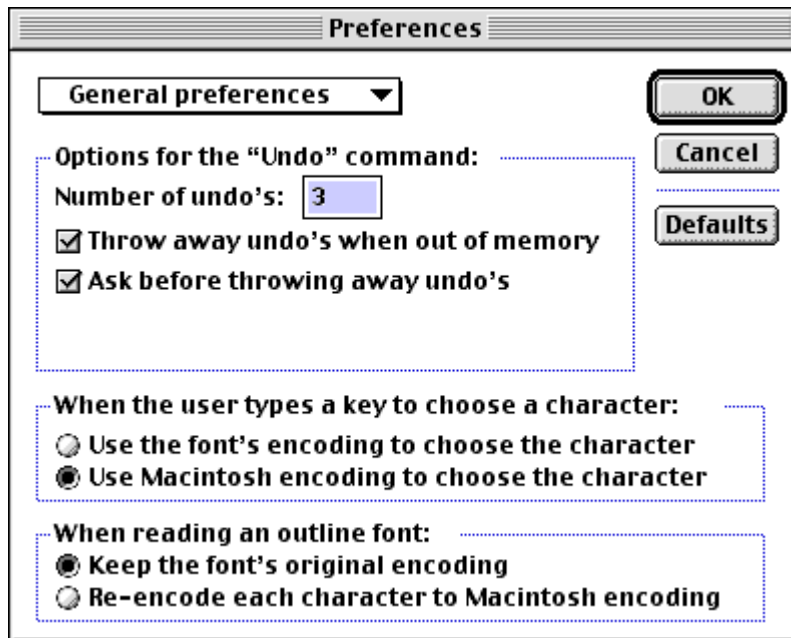 Preferences
General preferences
OK
Options for the “Undo” command:
Cancel
Number of undo’s: 3
Defaults
Throw away undo’s when out of memory
Ask before throwing away undo’s
When the user types a key to choose a character:
Use the font’s encoding to choose the character
Use Macintosh encoding to choose the character
When reading an outline font:
Keep the font’s original encoding
Re-encode each character to Macintosh encoding